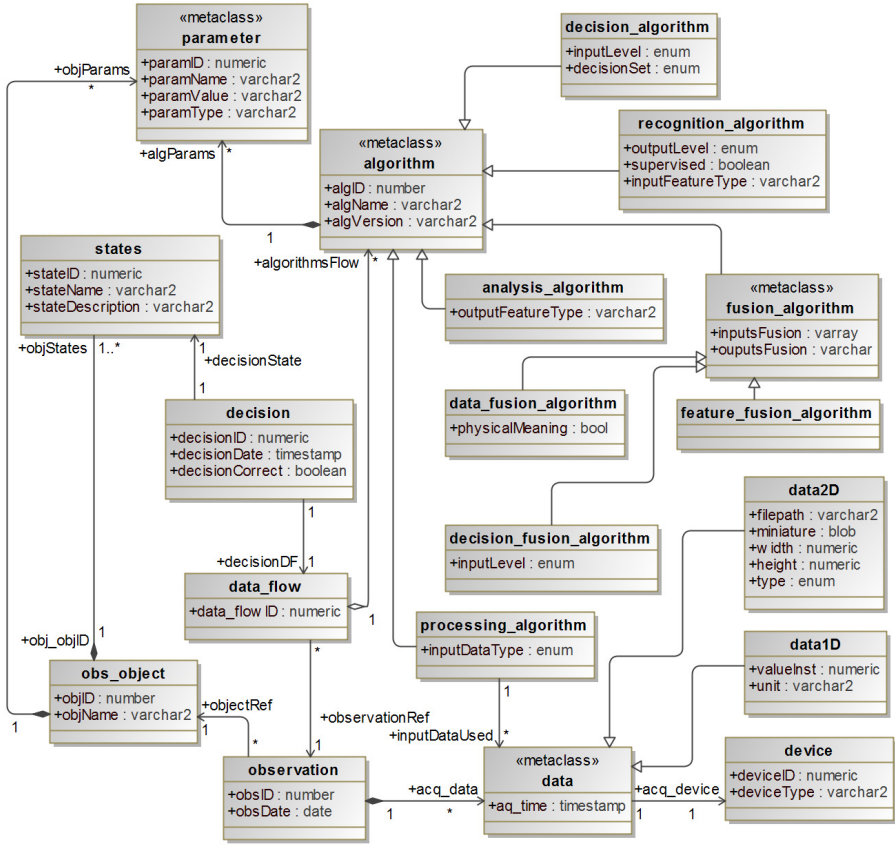 «metaclass»
parameter
+paramID : numeric
+paramName : varchar2
+paramValue : varchar2
+paramType : varchar2
+objParams
*
+algParams
*
decision_algorithm
+inputLevel : enum
+decisionSet : enum
recognition_algorithm
+outputLevel : enum
+supervised : boolean
+inputFeatureType : varchar2
«metaclass»
algorithm
+algID : number
+algName : varchar2
+algVersion : varchar2
1
+algorithmsFlow
*
states
+stateID : numeric
+stateName : varchar2
+stateDescription : varchar2
+objStates
1..*
1
+decisionState
1
analysis_algorithm
+outputFeatureType : varchar2
«metaclass»
fusion_algorithm
+inputsFusion : varray
+ouputsFusion : varchar
data_fusion_algorithm
+physicalMeaning : bool
feature_fusion_algorithm
decision
+decisionID : numeric
+decisionDate : timestamp
+decisionCorrect : boolean
1
+decisionDF
1
decision_fusion_algorithm
+inputLevel : enum
data2D
+filepath : varchar2
+miniature : blob
+width : numeric
+height : numeric
+type : enum
data_flow
+data_flow ID : numeric
1
*
processing_algorithm
+inputDataType : enum
1
+inputDataUsed
*
data1D
+valueInst : numeric
+unit : varchar2
+obj_objID
1
obs_object
+objID : number
+objName : varchar2
1
+objectRef
1
*
+observationRef
1
observation
+obsID : number
+obsDate : date
1
+acq_data
*
«metaclass»
data
+aq_time : timestamp
+acq_device
1
1
device
+deviceID : numeric
+deviceType : varchar2